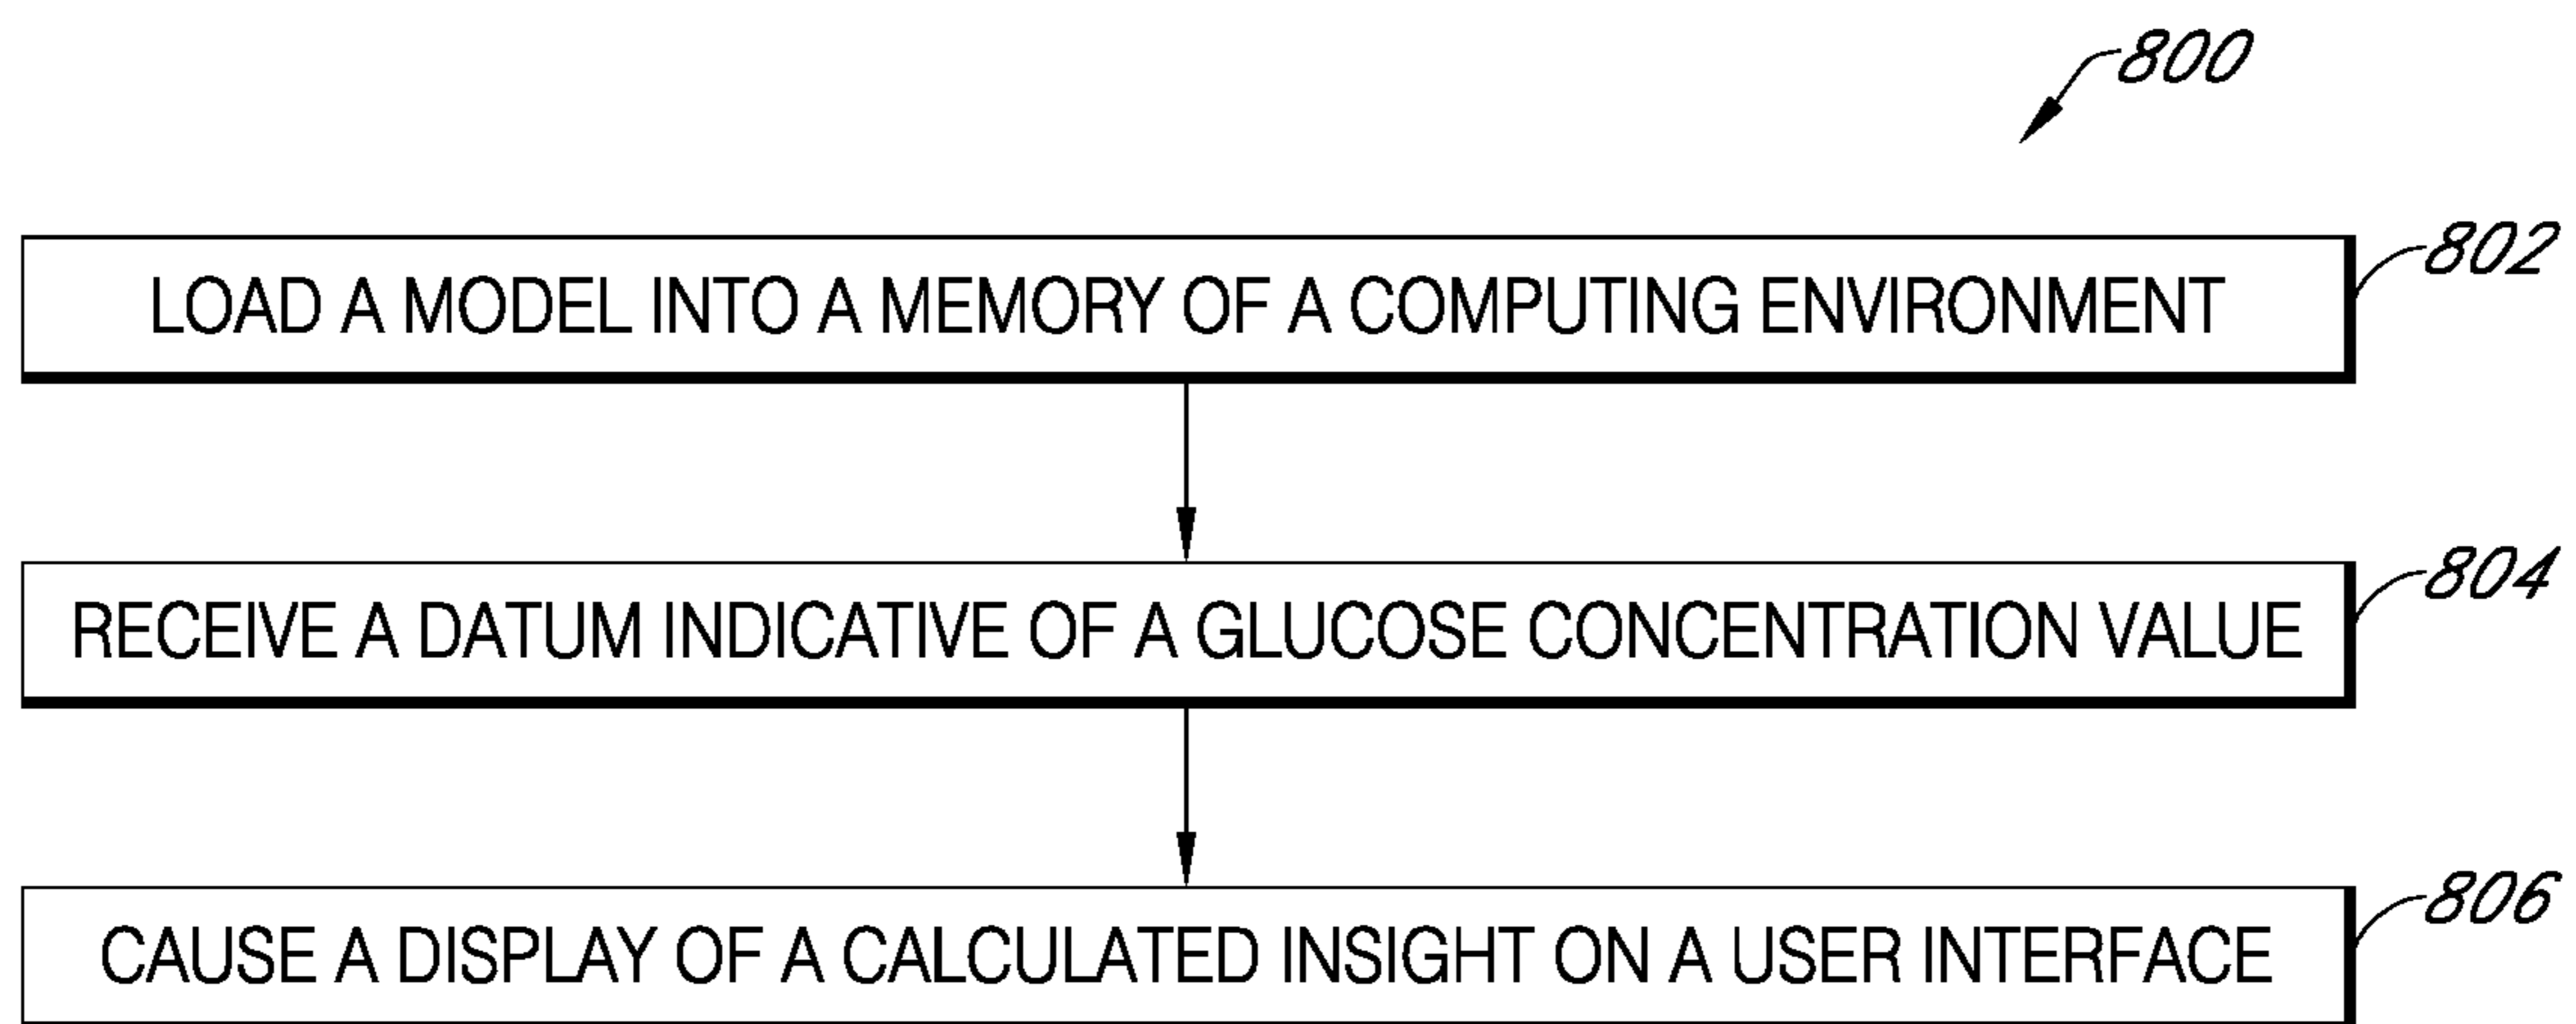 800
LOAD A MODEL INTO A MEMORY OF A COMPUTING ENVIRONMENT
802
RECEIVE A DATUM INDICATIVE OF A GLUCOSE CONCENTRATION VALUE
804
CAUSE A DISPLAY OF A CALCULATED INSIGHT ON A USER INTERFACE
806